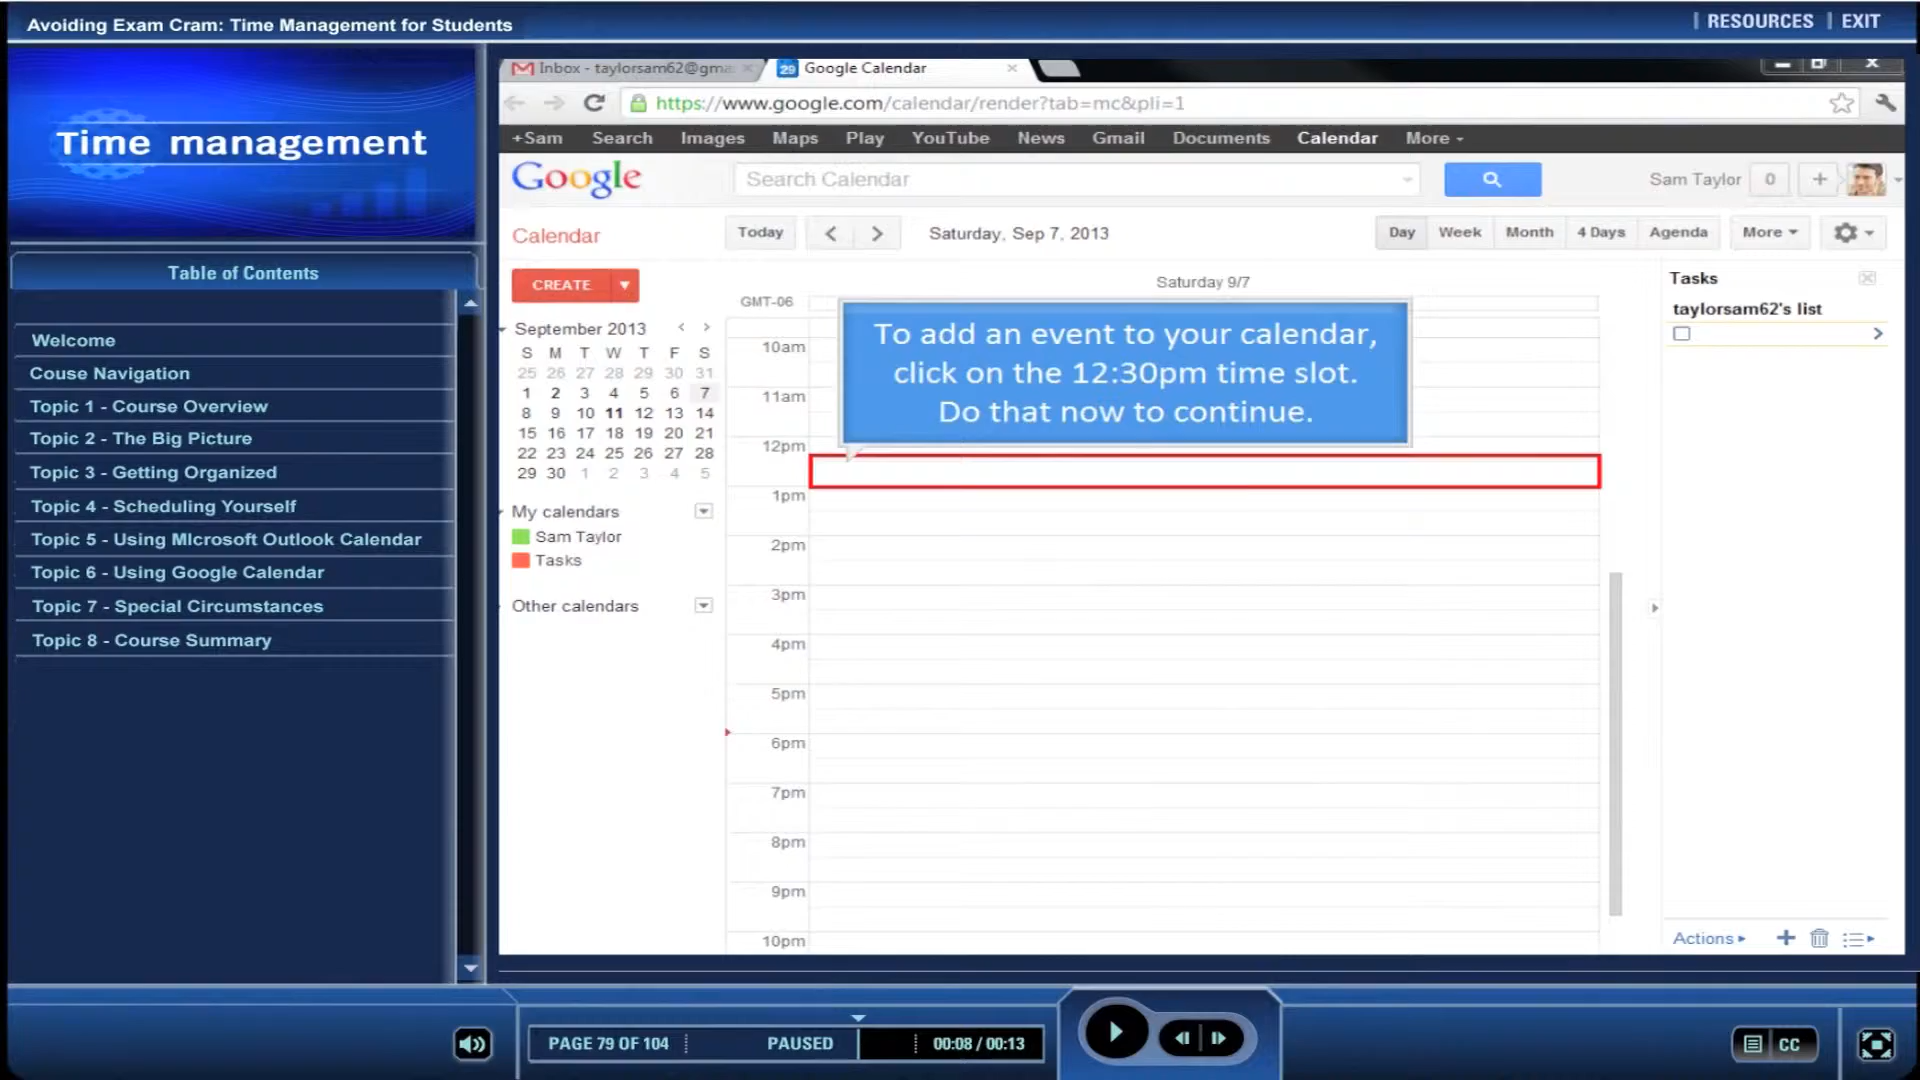 Avoiding Exam Cram: Time Management for Students
RESOURCES
EXIT
Time management
Table of Contents
Welcome
Couse Navigation
Topic 1 - Course Overview
Topic 2 - The Big Picture
Topic 3 - Getting Organized
Topic 4 - Scheduling Yourself
Topic 5 - Using MIcrosoft Outlook Calendar
Topic 6 - Using Google Calendar
Topic 7 - Special Circumstances
Topic 8 - Course Summary
Inbox - taylorsam62@gma
29 Google Calendar
https://www.google.com/calendar/render?tab=mc&pli=1
+Sam Search Images Maps Play YouTube News Gmail Documents Calendar More
Google
Search Calendar
Sam Taylor 0 +
Calendar
Today
Saturday, Sep 7, 2013
Day Week Month 4 Days Agenda More
CREATE
September 2013
S M T W T F S
25 26 27 28 29 30 31
1 2 3 4 5 6 7
8 9 10 11 12 13 14
15 16 17 18 19 20 21
22 23 24 25 26 27 28
29 30 1 2 3 4 5
My calendars
Sam Taylor
Tasks
Other calendars
Saturday 9/7
GMT-06
10am
11am
12pm
1pm
2pm
3pm
4pm
5pm
6pm
7pm
8pm
9pm
10pm
To add an event to your calendar,
click on the 12:30pm time slot.
Do that now to continue.
Tasks
taylorsam62's list
Actions
PAGE 79 OF 104
PAUSED
00:08 / 00:13
CC